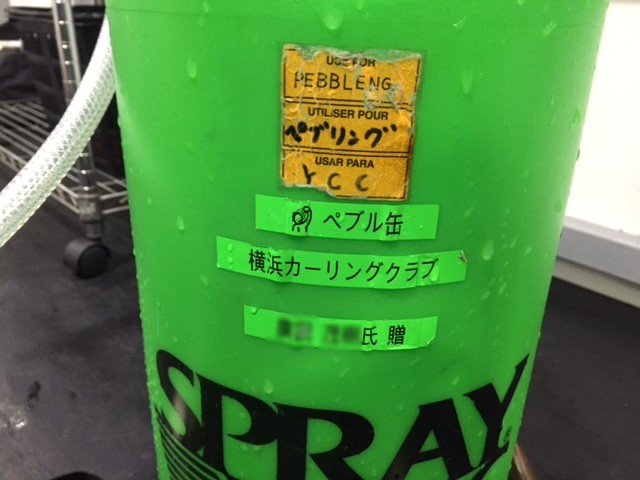 USE FOR
PEBBLENG
UTILISER POUR
ペブリング
USAR PARA
Y C C
ペブル缶
横浜カーリングクラブ
氏 贈
SPRAY